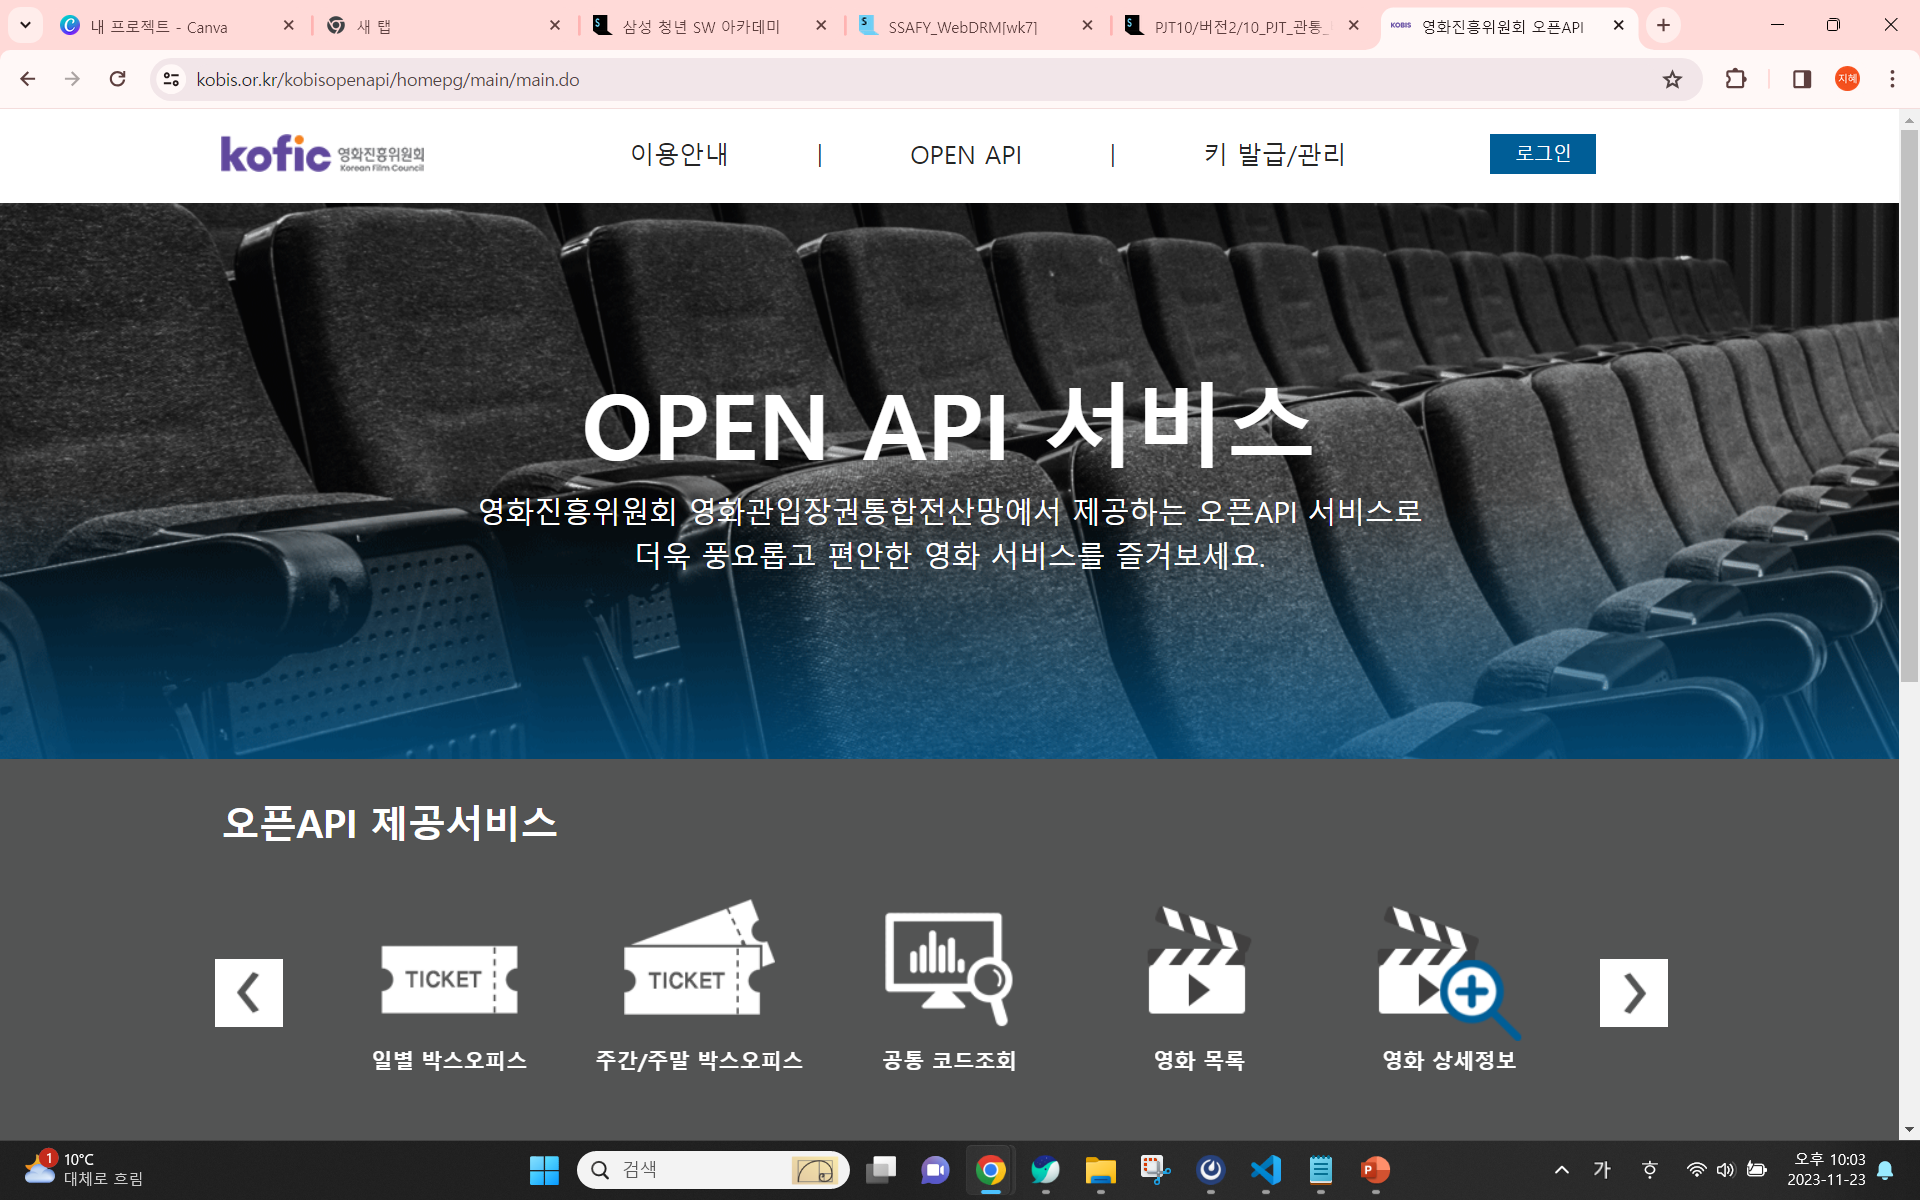 내 프로젝트 - Canva
새 탭
삼성 청년 SW 아카데미
SSAFY_WebDRM[wk7]
PJT10/버전2/10_PJT_관통_
KOBIS
영화진흥위원회 오픈API
kobis.or.kr/kobisopenapi/homepg/main/main.do
지혜
kofic 영화진흥위원회
Korean Film Council
이용안내 | OPEN API | 키 발급/관리
로그인
OPEN API 서비스
영화진흥위원회 영화관입장권통합전산망에서 제공하는 오픈API 서비스로
더욱 풍요롭고 편안한 영화 서비스를 즐겨보세요.
오픈API 제공서비스
TICKET
TICKET
일별 박스오피스
주간/주말 박스오피스
공통 코드조회
영화 목록
영화 상세정보
1
10°C
대체로 흐림
검색
가
오후 10:03
2023-11-23